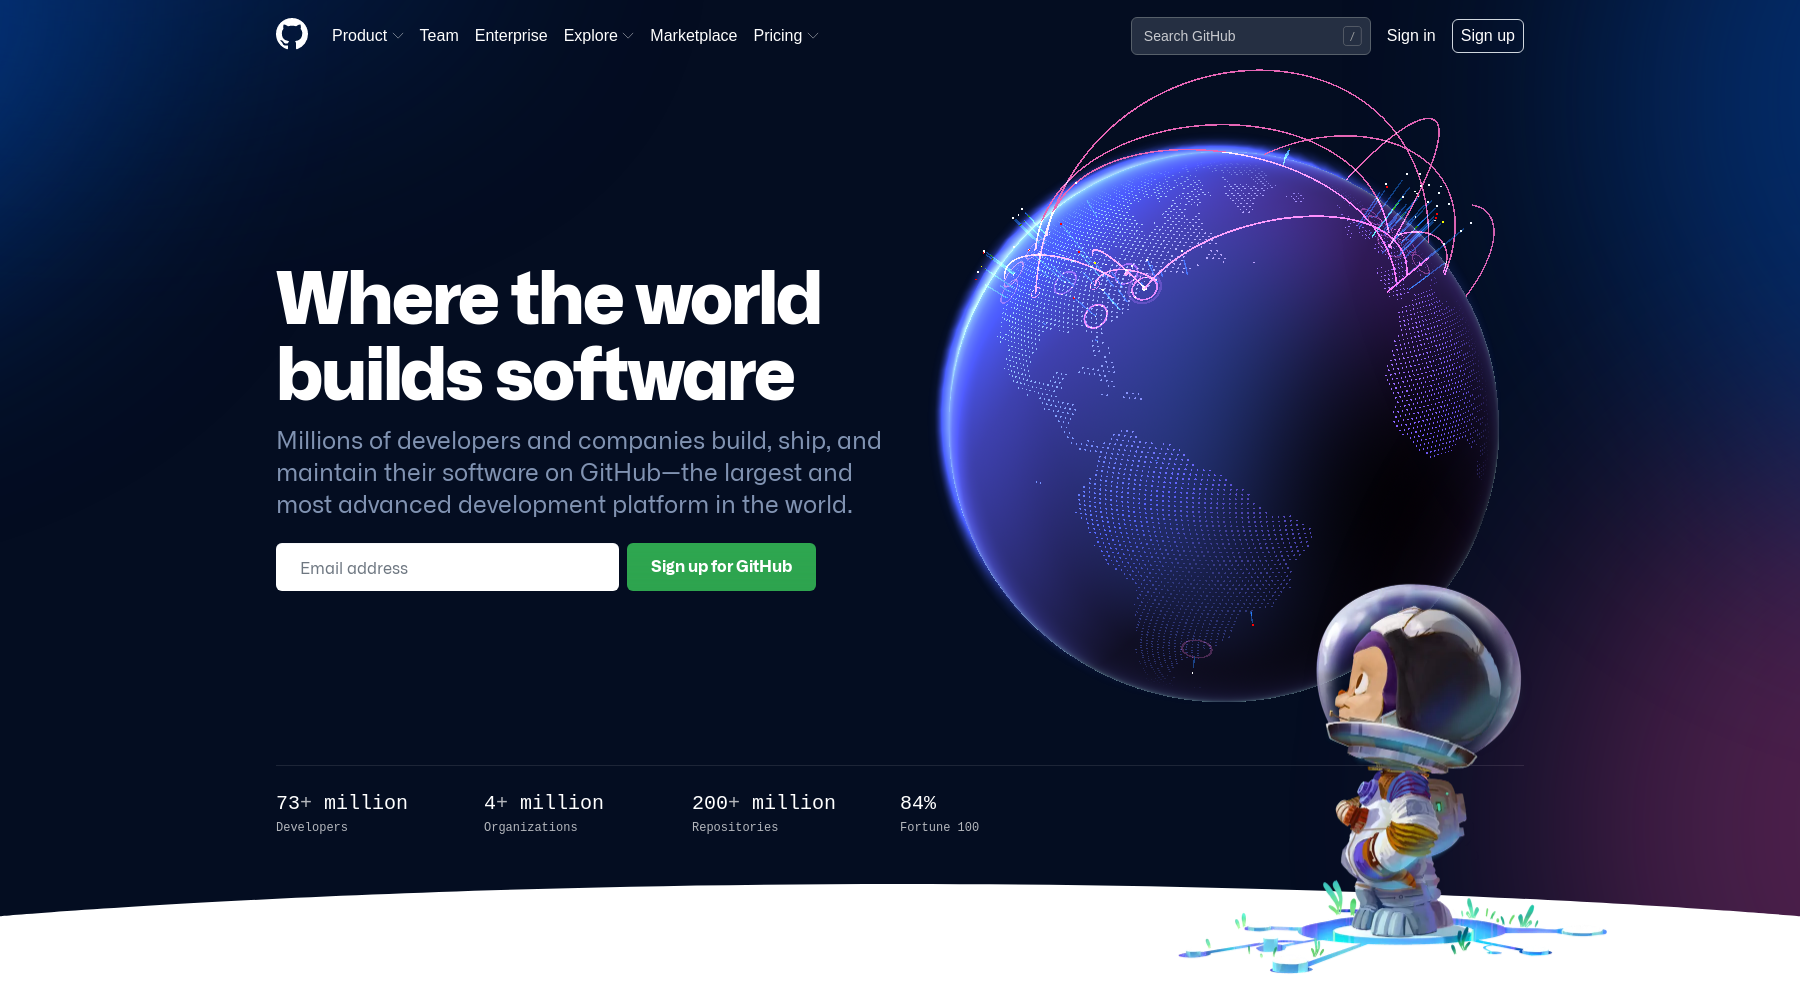 Product
Team
Enterprise
Explore
Marketplace
Pricing
Search GitHub
/
Sign in
Sign up
Where the world
builds software
Millions of developers and companies build, ship, and
maintain their software on GitHub—the largest and
most advanced development platform in the world.
Email address
Sign up for GitHub
73+ million
Developers
4+ million
Organizations
200+ million
Repositories
84%
Fortune 100